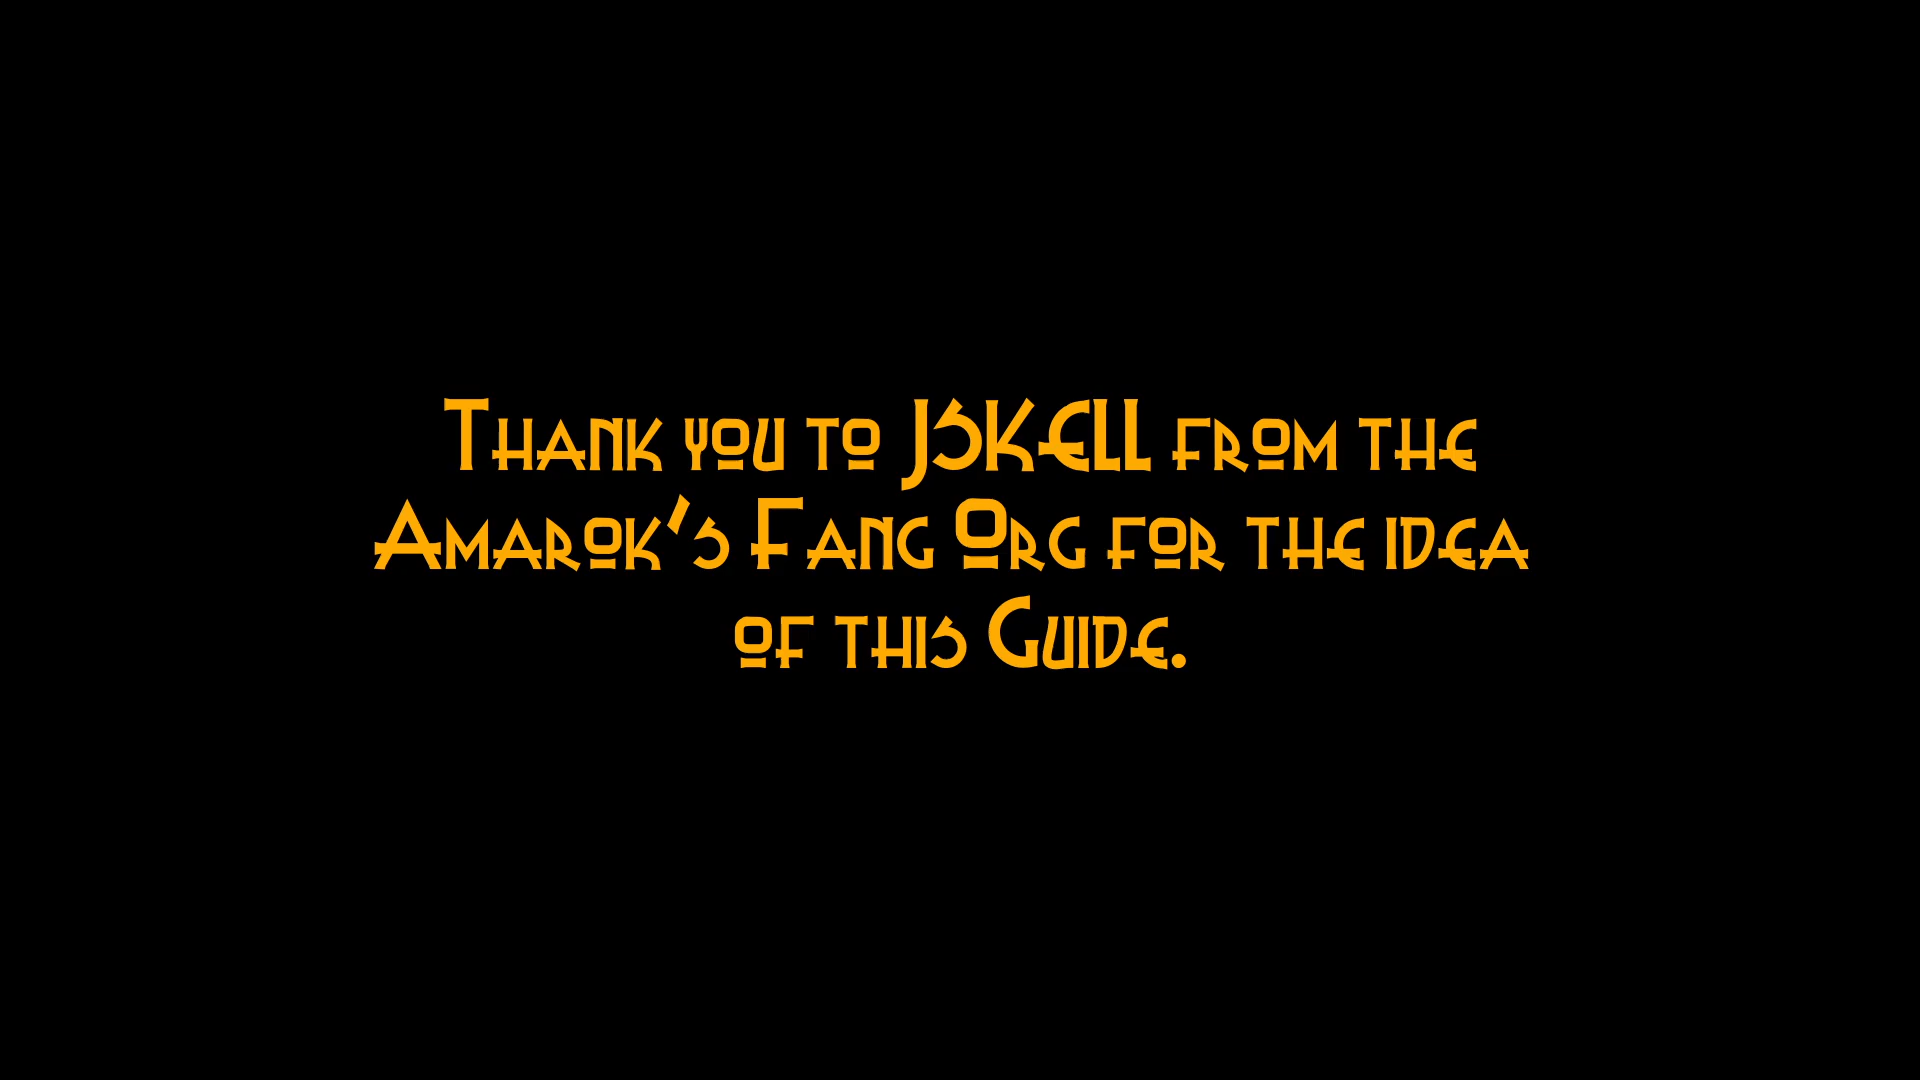 Thank you to JSKELL from the
Amarok's Fang Org for the idea
of this Guide.